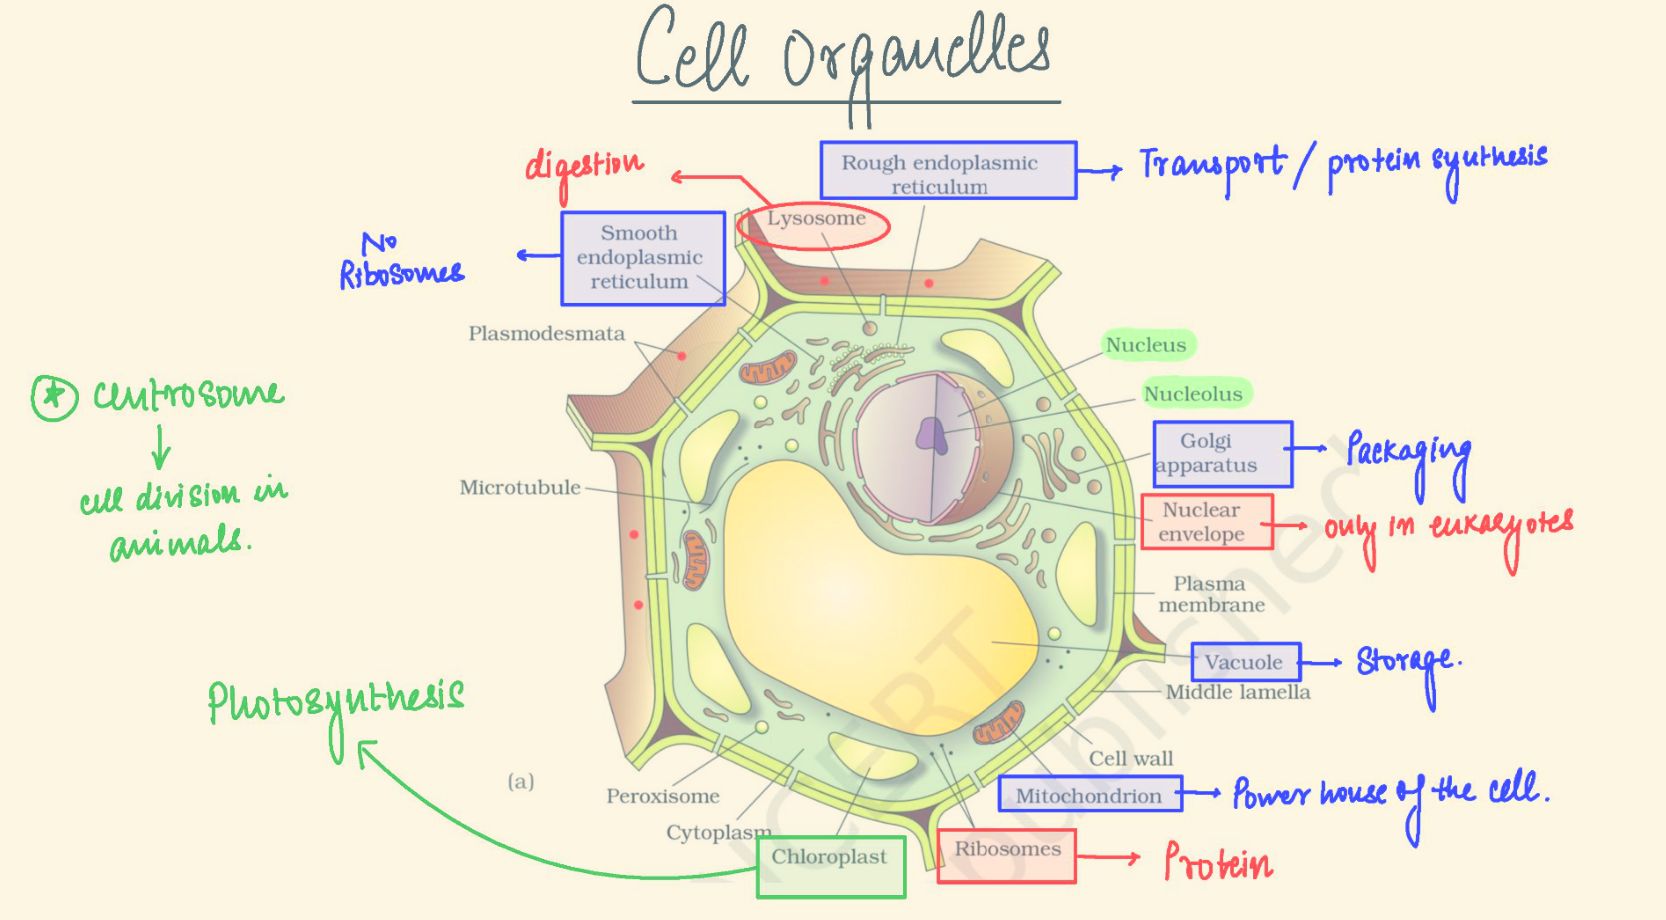 Cell Organelles
digestion
Rough endoplasmic
reticulum
Transport / protein synthesis
Lysosome
Smooth
endoplasmic
reticulum
No
Ribosomes
Plasmodesmata
Nucleus
Nucleolus
* centrosome
cell division in
animals.
Golgi
apparatus
Packaging
Microtubule
Nuclear
envelope
only in eukaryotes
Plasma
membrane
Vacuole
Storage.
Middle lamella
Photosynthesis
Cell wall
(a)
Peroxisome
Mitochondrion
Power house of the cell.
Cytoplasm
Chloroplast
Ribosomes
Protein
NCERT
published